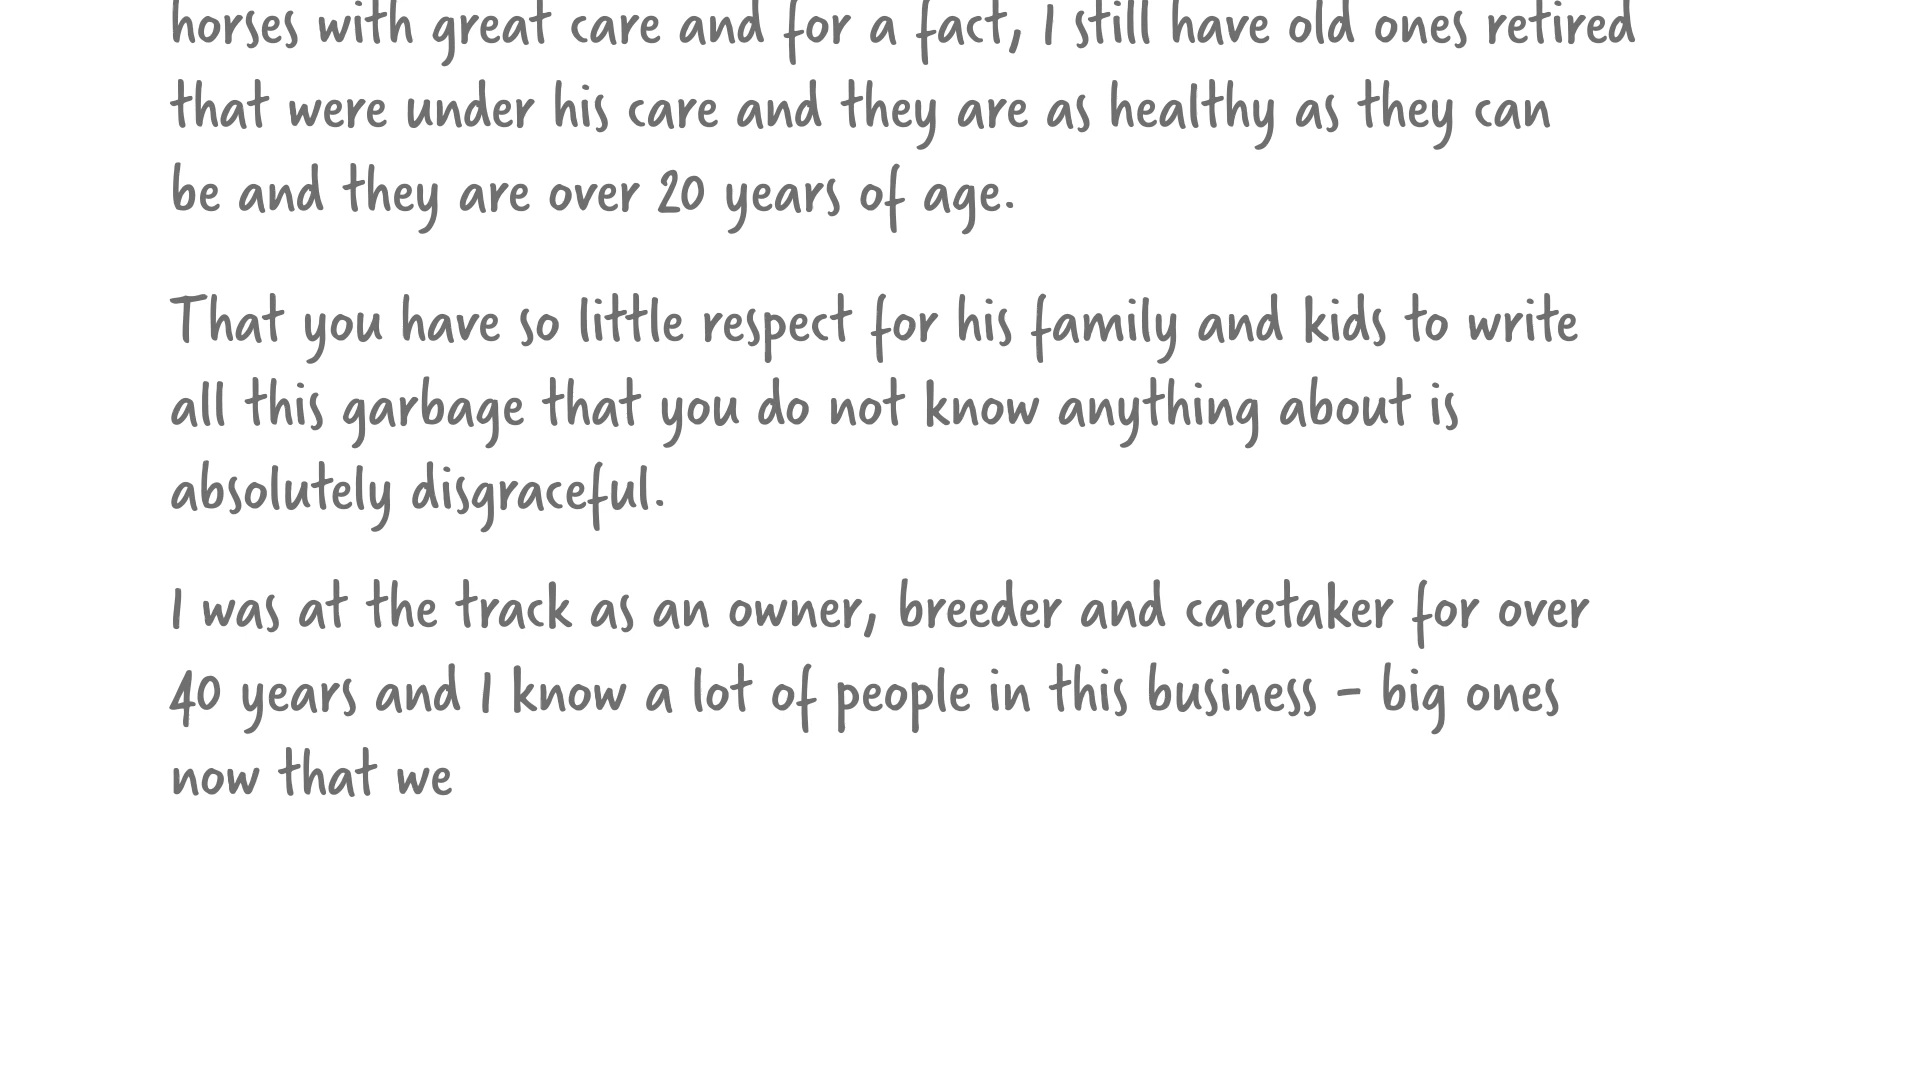 horses with great care and for a fact, I still have old ones retired
that were under his care and they are as healthy as they can
be and they are over 20 years of age.
That you have so little respect for his family and kids to write
all this garbage that you do not know anything about is
absolutely disgraceful.
I was at the track as an owner, breeder and caretaker for over
40 years and I know a lot of people in this business - big ones
now that we